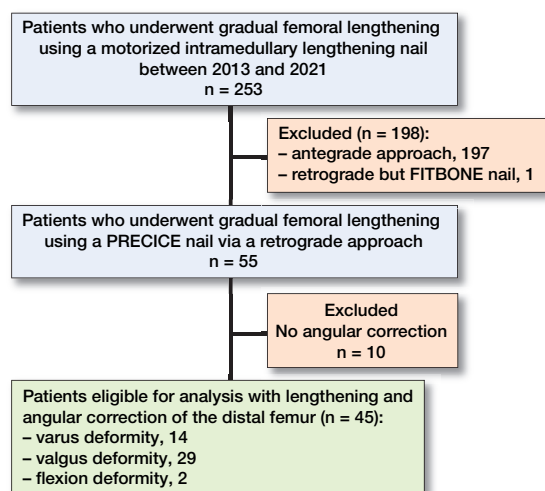 Patients who underwent gradual femoral lengthening
using a motorized intramedullary lengthening nail
between 2013 and 2021
n = 253
Excluded (n = 198):
– antegrade approach, 197
– retrograde but FITBONE nail, 1
Patients who underwent gradual femoral lengthening
using a PRECICE nail via a retrograde approach
n = 55
Excluded
No angular correction
n = 10
Patients eligible for analysis with lengthening and
angular correction of the distal femur (n = 45):
– varus deformity, 14
– valgus deformity, 29
– flexion deformity, 2